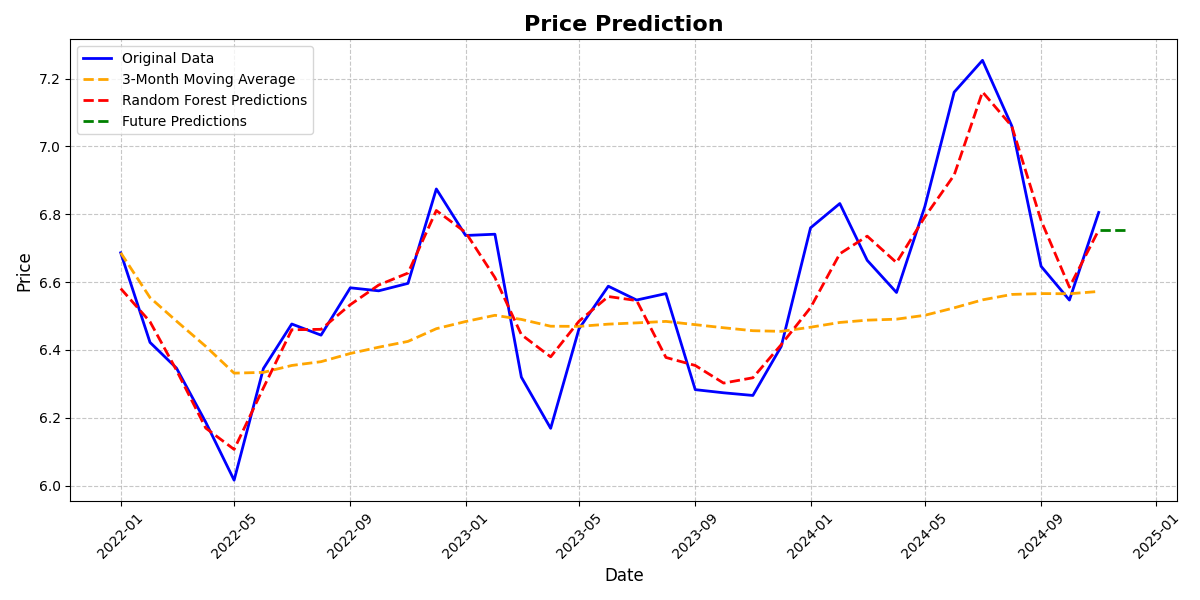 Price Prediction
Original Data
3-Month Moving Average
Random Forest Predictions
Future Predictions
Price
7.2
7.0
6.8
6.6
6.4
6.2
6.0
2022-01
2022-05
2022-09
2023-01
2023-05
2023-09
2024-01
2024-05
2024-09
2025-01
Date